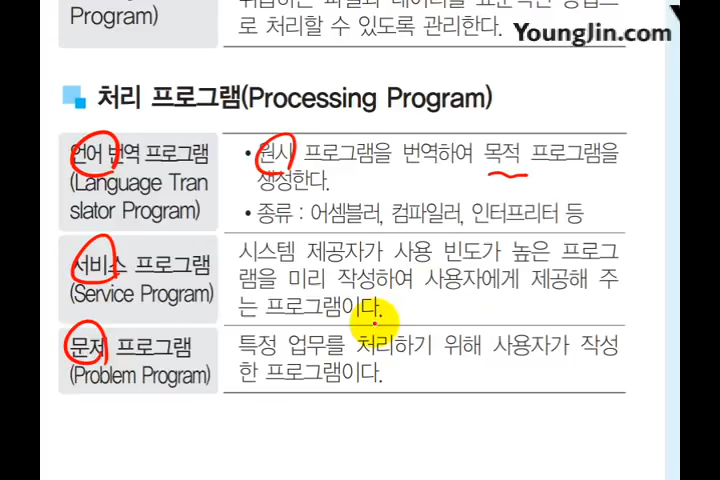 Program)
로 처리할 수 있도록 관리한다.
YoungJin.com
처리 프로그램(Processing Program)
언어 번역 프로그램
(Language Tran
slator Program)
• 원시 프로그램을 번역하여 목적 프로그램을
생성한다.
• 종류 : 어셈블러, 컴파일러, 인터프리터 등
서비스 프로그램
(Service Program)
시스템 제공자가 사용 빈도가 높은 프로그
램을 미리 작성하여 사용자에게 제공해 주
는 프로그램이다.
문제 프로그램
(Problem Program)
특정 업무를 처리하기 위해 사용자가 작성
한 프로그램이다.